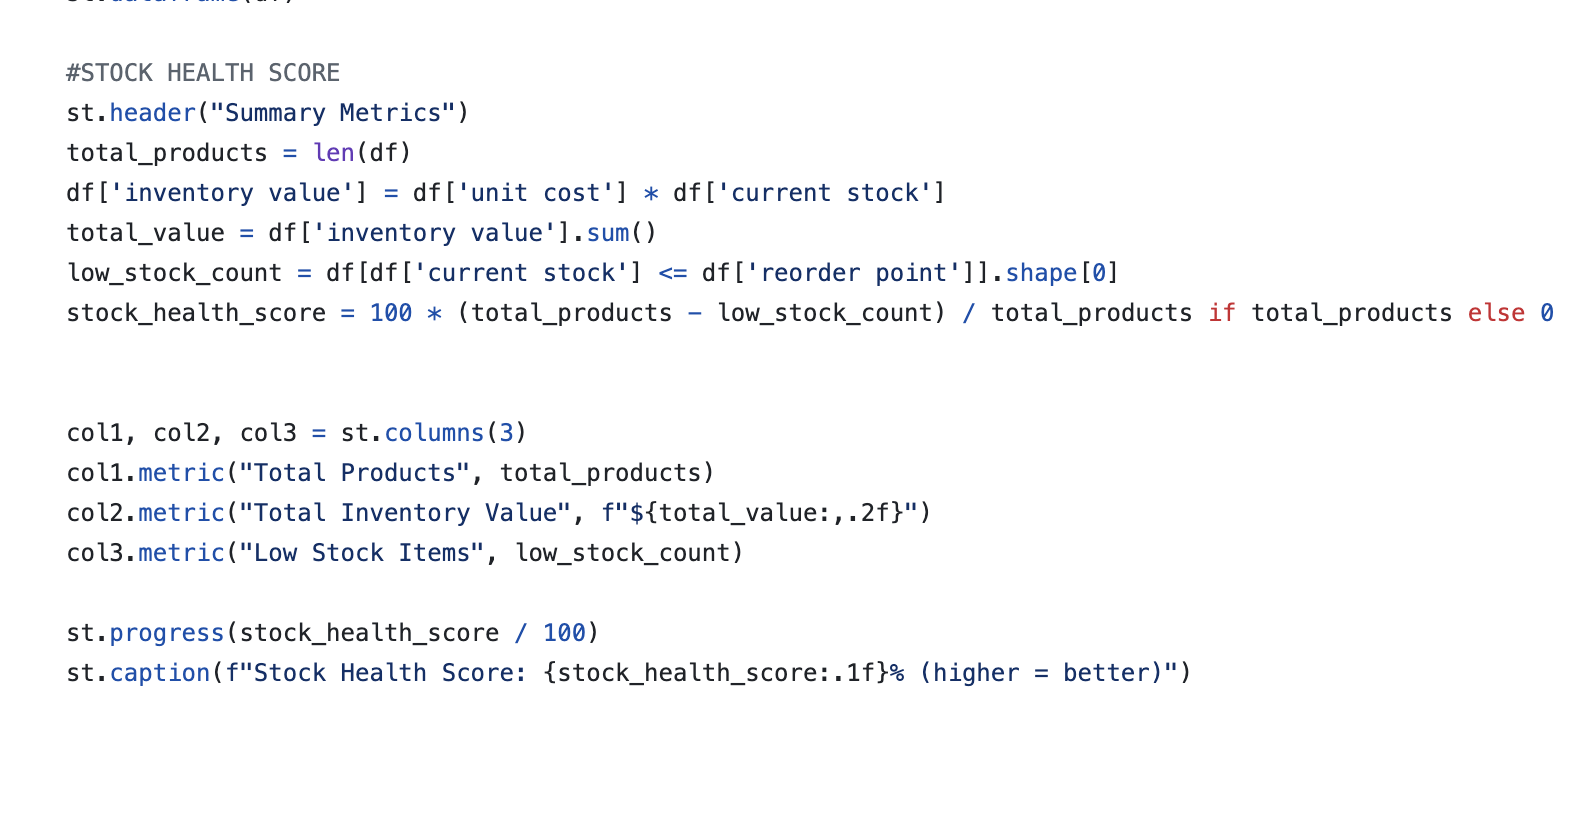 #STOCK HEALTH SCORE
st.header("Summary Metrics")
total_products = len(df)
df['inventory value'] = df['unit cost'] * df['current stock']
total_value = df['inventory value'].sum()
low_stock_count = df[df['current stock'] <= df['reorder point']].shape[0]
stock_health_score = 100 * (total_products - low_stock_count) / total_products if total_products else 0
col1, col2, col3 = st.columns(3)
col1.metric("Total Products", total_products)
col2.metric("Total Inventory Value", f"${total_value:,.2f}")
col3.metric("Low Stock Items", low_stock_count)
st.progress(stock_health_score / 100)
st.caption(f"Stock Health Score: {stock_health_score:.1f}% (higher = better)")